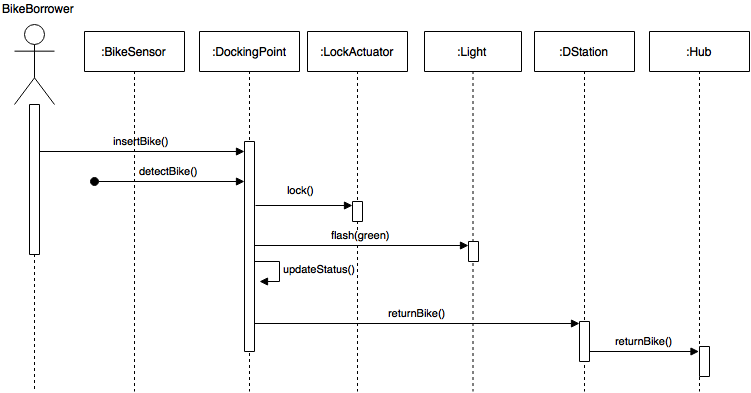 BikeBorrower
:BikeSensor
:DockingPoint
:LockActuator
:Light
:DStation
:Hub
insertBike()
detectBike()
lock()
flash(green)
updateStatus()
returnBike()
returnBike()